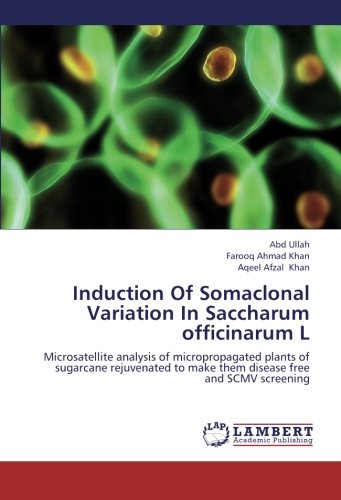 Abd Ullah
Farooq Ahmad Khan
Aqeel Afzal Khan
Induction Of Somaclonal
Variation In Saccharum
officinarum L
Microsatellite analysis of micropropagated plants of
sugarcane rejuvenated to make them disease free
and SCMV screening
LAP LAMBERT
Academic Publishing